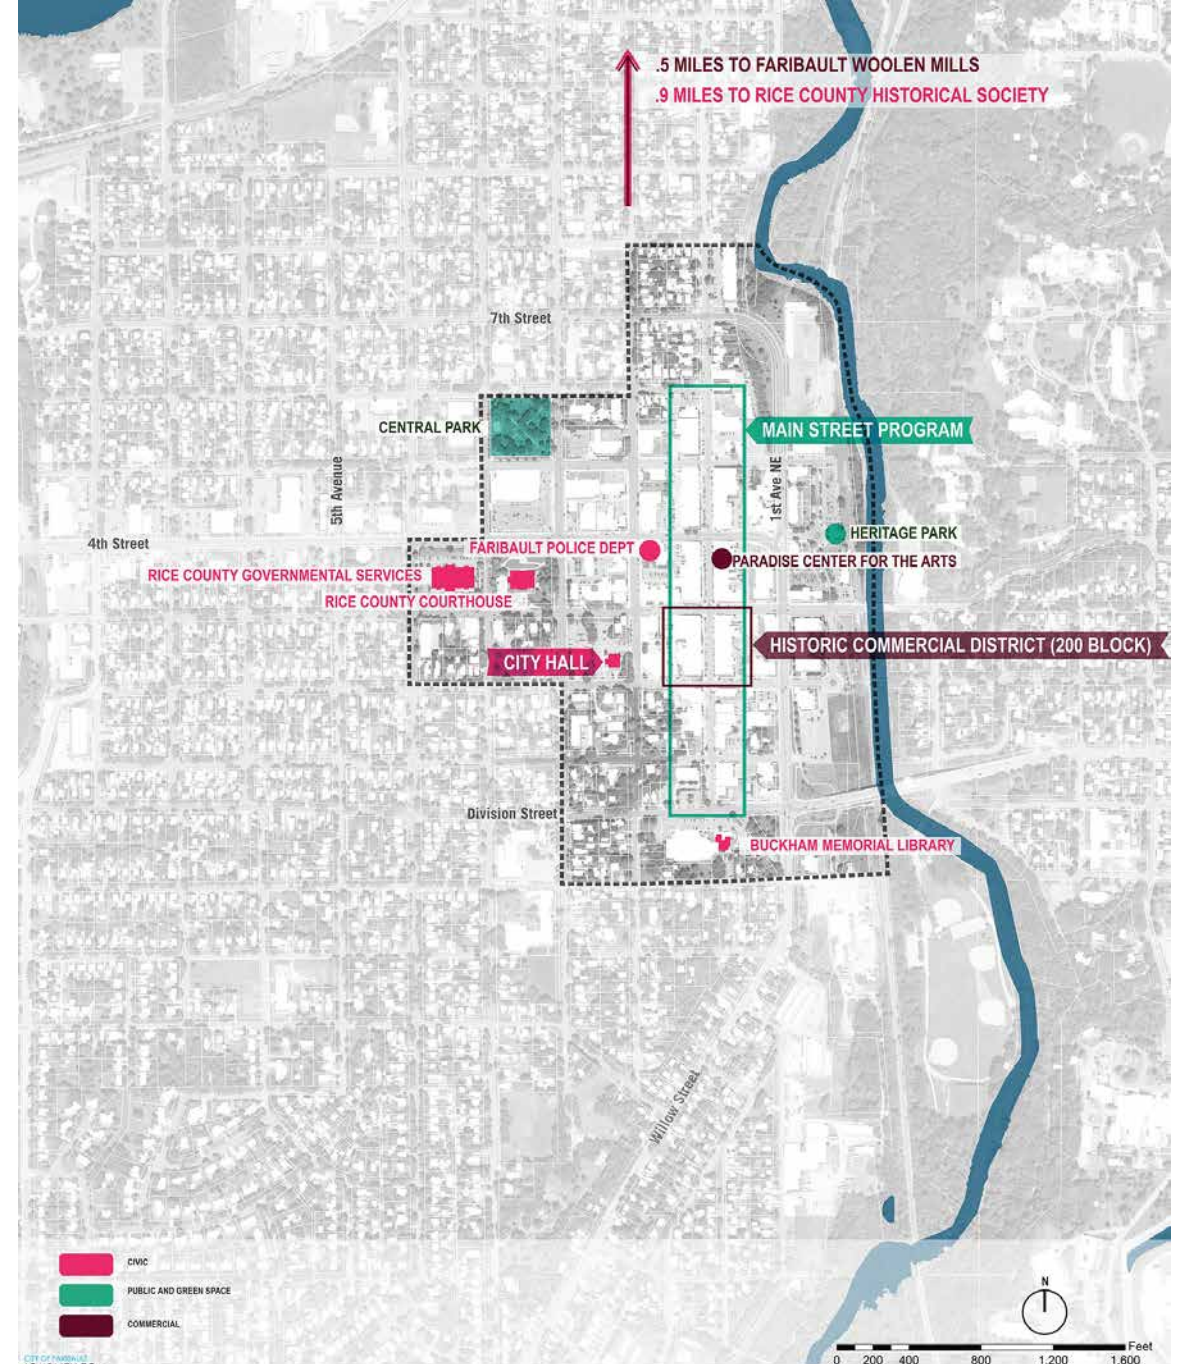 .5 MILES TO FARIBAULT WOOLEN MILLS
.9 MILES TO RICE COUNTY HISTORICAL SOCIETY
7th Street
CENTRAL PARK
MAIN STREET PROGRAM
5th Avenue
1st Ave NE
4th Street
HERITAGE PARK
FARIBAULT POLICE DEPT
PARADISE CENTER FOR THE ARTS
RICE COUNTY GOVERNMENTAL SERVICES
RICE COUNTY COURTHOUSE
HISTORIC COMMERCIAL DISTRICT (200 BLOCK)
CITY HALL
Division Street
BUCKHAM MEMORIAL LIBRARY
Willow Street
CIVIC
PUBLIC AND GREEN SPACE
COMMERCIAL
N
Feet
0 200 400 800 1,200 1,600
CITY OF FARIBAULT